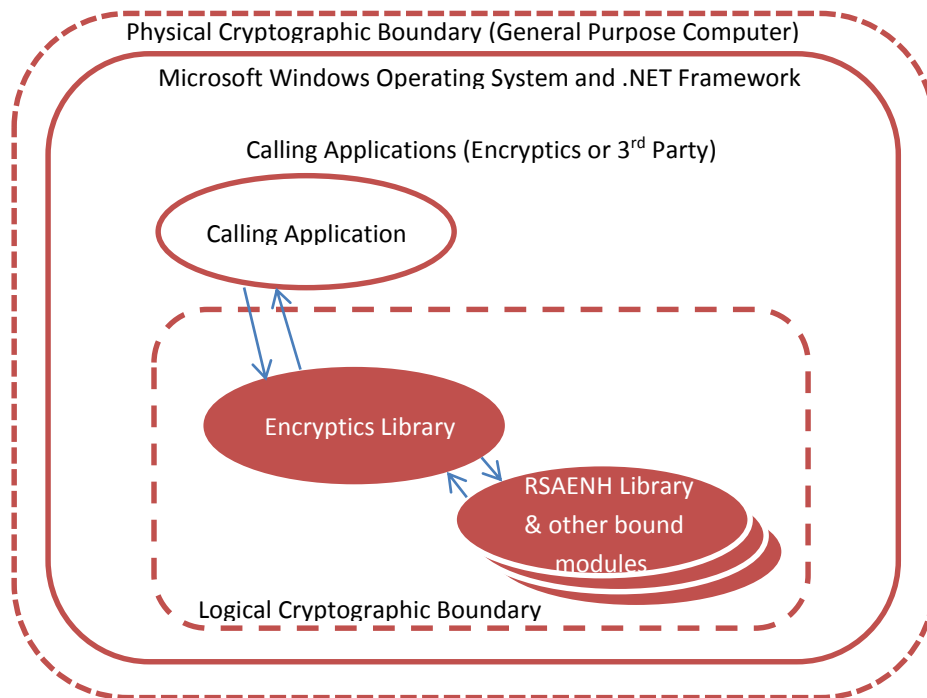 Physical Cryptographic Boundary (General Purpose Computer)
Microsoft Windows Operating System and .NET Framework
Calling Applications (Encryptics or 3rd Party)
Calling Application
Encryptics Library
RSAENH Library
& other bound
modules
Logical Cryptographic Boundary